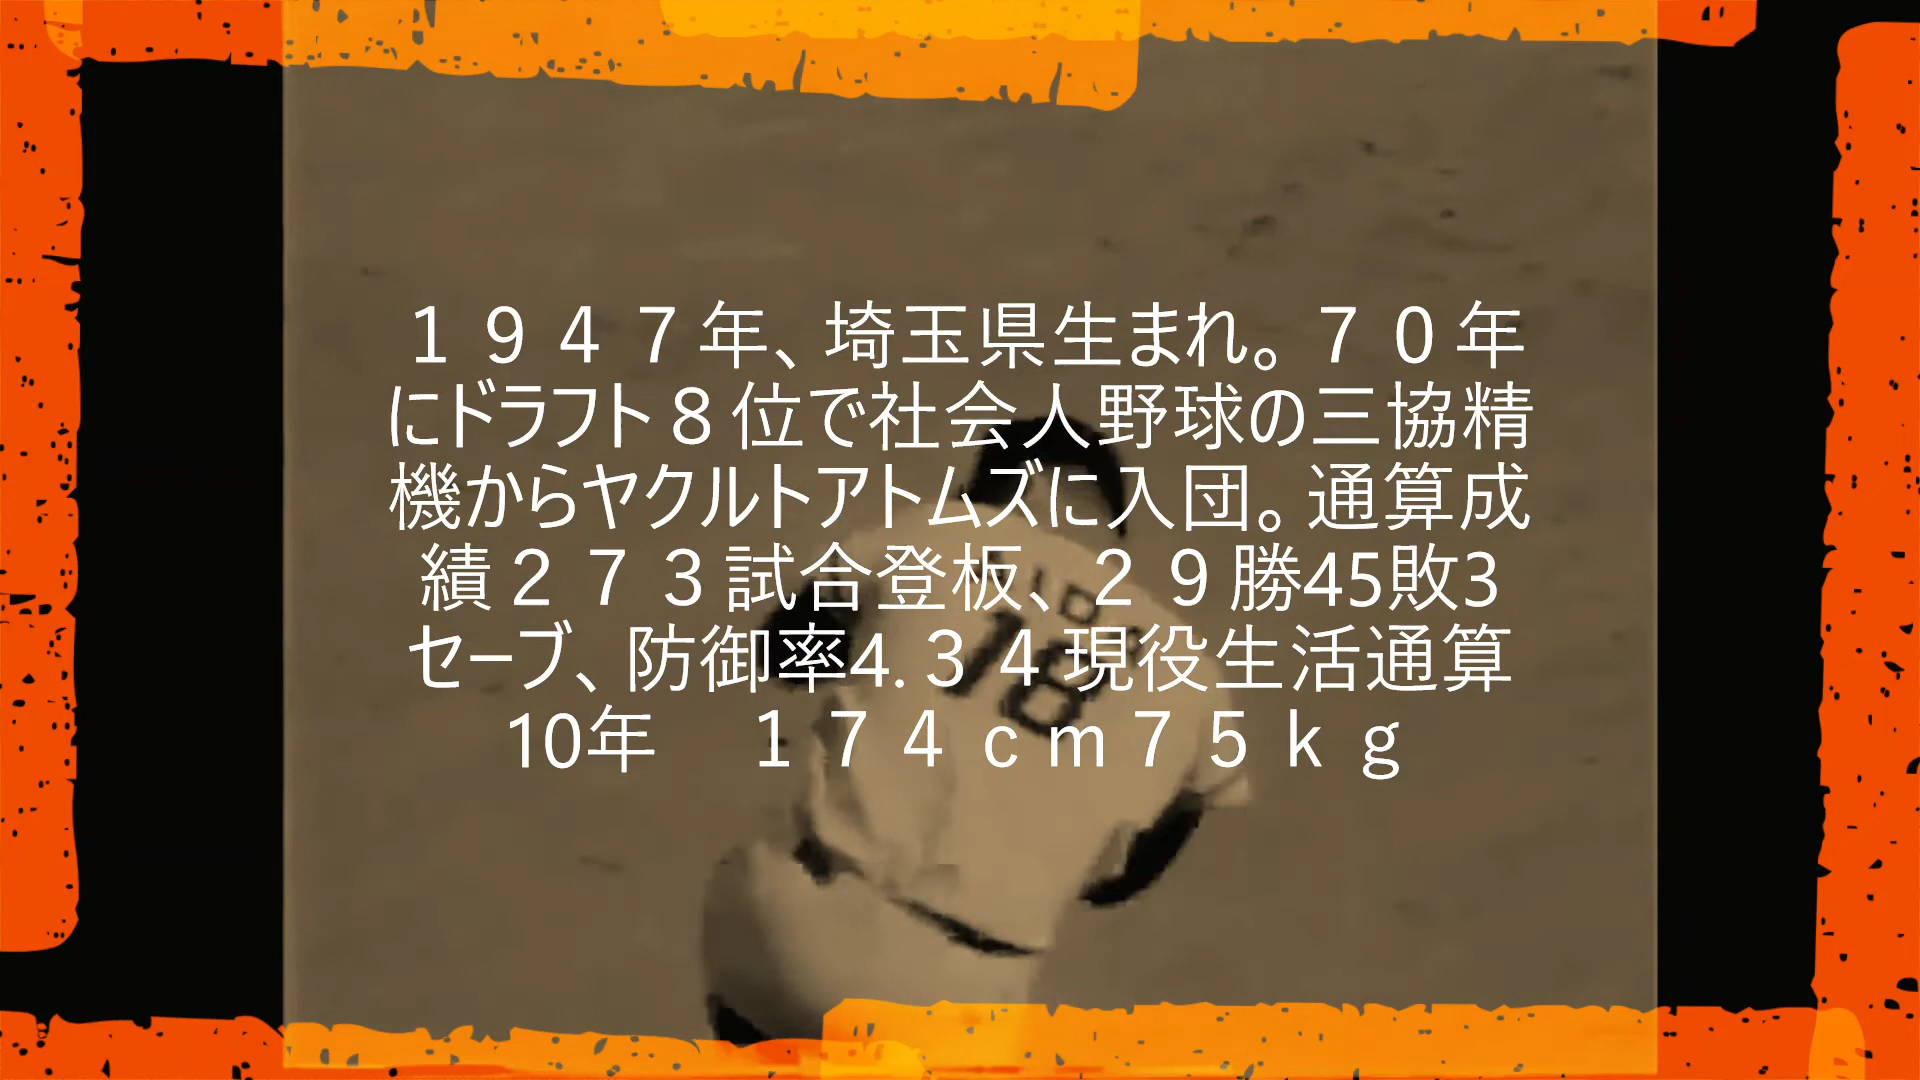 １９４７年、埼玉県生まれ。７０年
にドラフト８位で社会人野球の三協精
機からヤクルトアトムズに入団。通算成
績２７３試合登板、２９勝45敗3
セーブ、防御率4.３４現役生活通算
10年　１７４ｃｍ７５ｋｇ
18